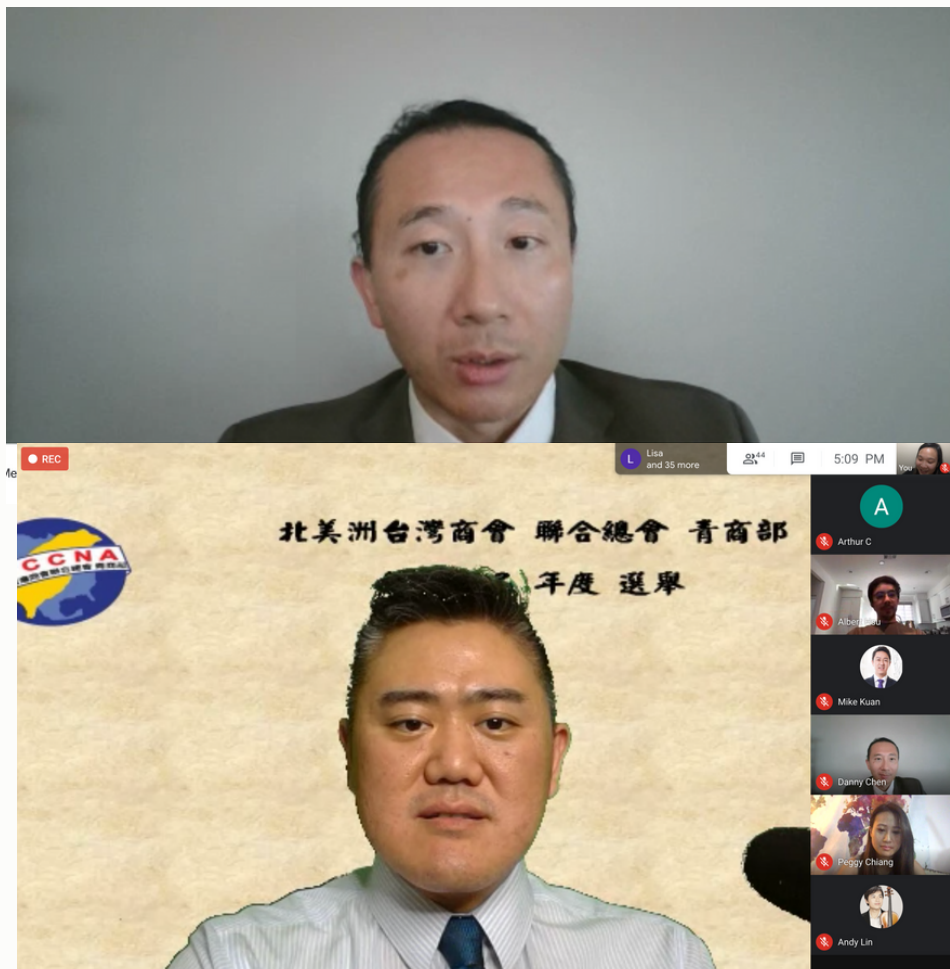 Me
REC
L
Lisa
and 35 more
44
5:09 PM
You
A
Arthur C
北美洲台灣商會 聯合總會 青商部
年度 選舉
CCNA
Mike Kuan
Danny Chen
Peggy Chiang
Andy Lin